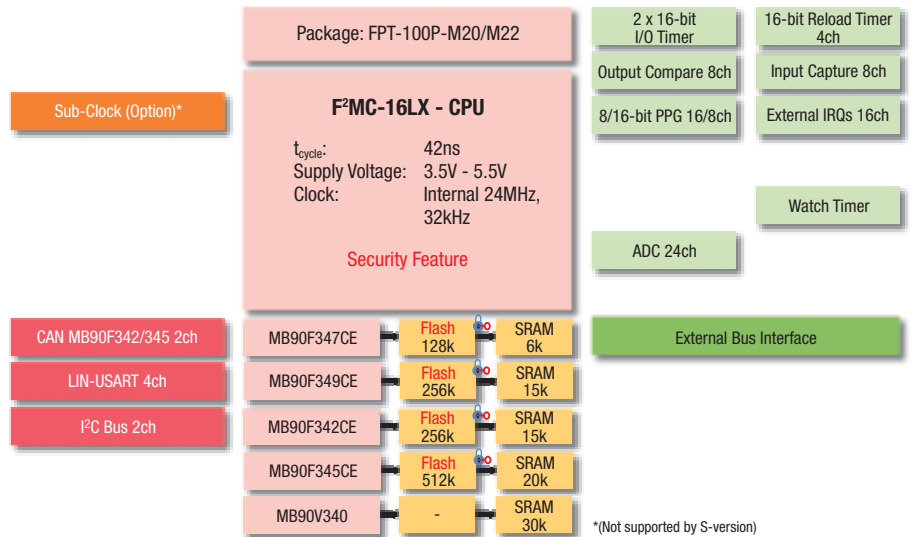 Package: FPT-100P-M20/M22
2 x 16-bit
I/O Timer
16-bit Reload Timer
4ch
Output Compare 8ch
Input Capture 8ch
Sub-Clock (Option)*
F²MC-16LX - CPU
8/16-bit PPG 16/8ch
External IRQs 16ch
tcycle: 42ns
Supply Voltage: 3.5V - 5.5V
Clock: Internal 24MHz,
32kHz
Watch Timer
Security Feature
ADC 24ch
CAN MB90F342/345 2ch
MB90F347CE
Flash
128k
SRAM
6k
External Bus Interface
LIN-USART 4ch
MB90F349CE
Flash
256k
SRAM
15k
I²C Bus 2ch
MB90F342CE
Flash
256k
SRAM
15k
MB90F345CE
Flash
512k
SRAM
20k
MB90V340
-
SRAM
30k
*(Not supported by S-version)